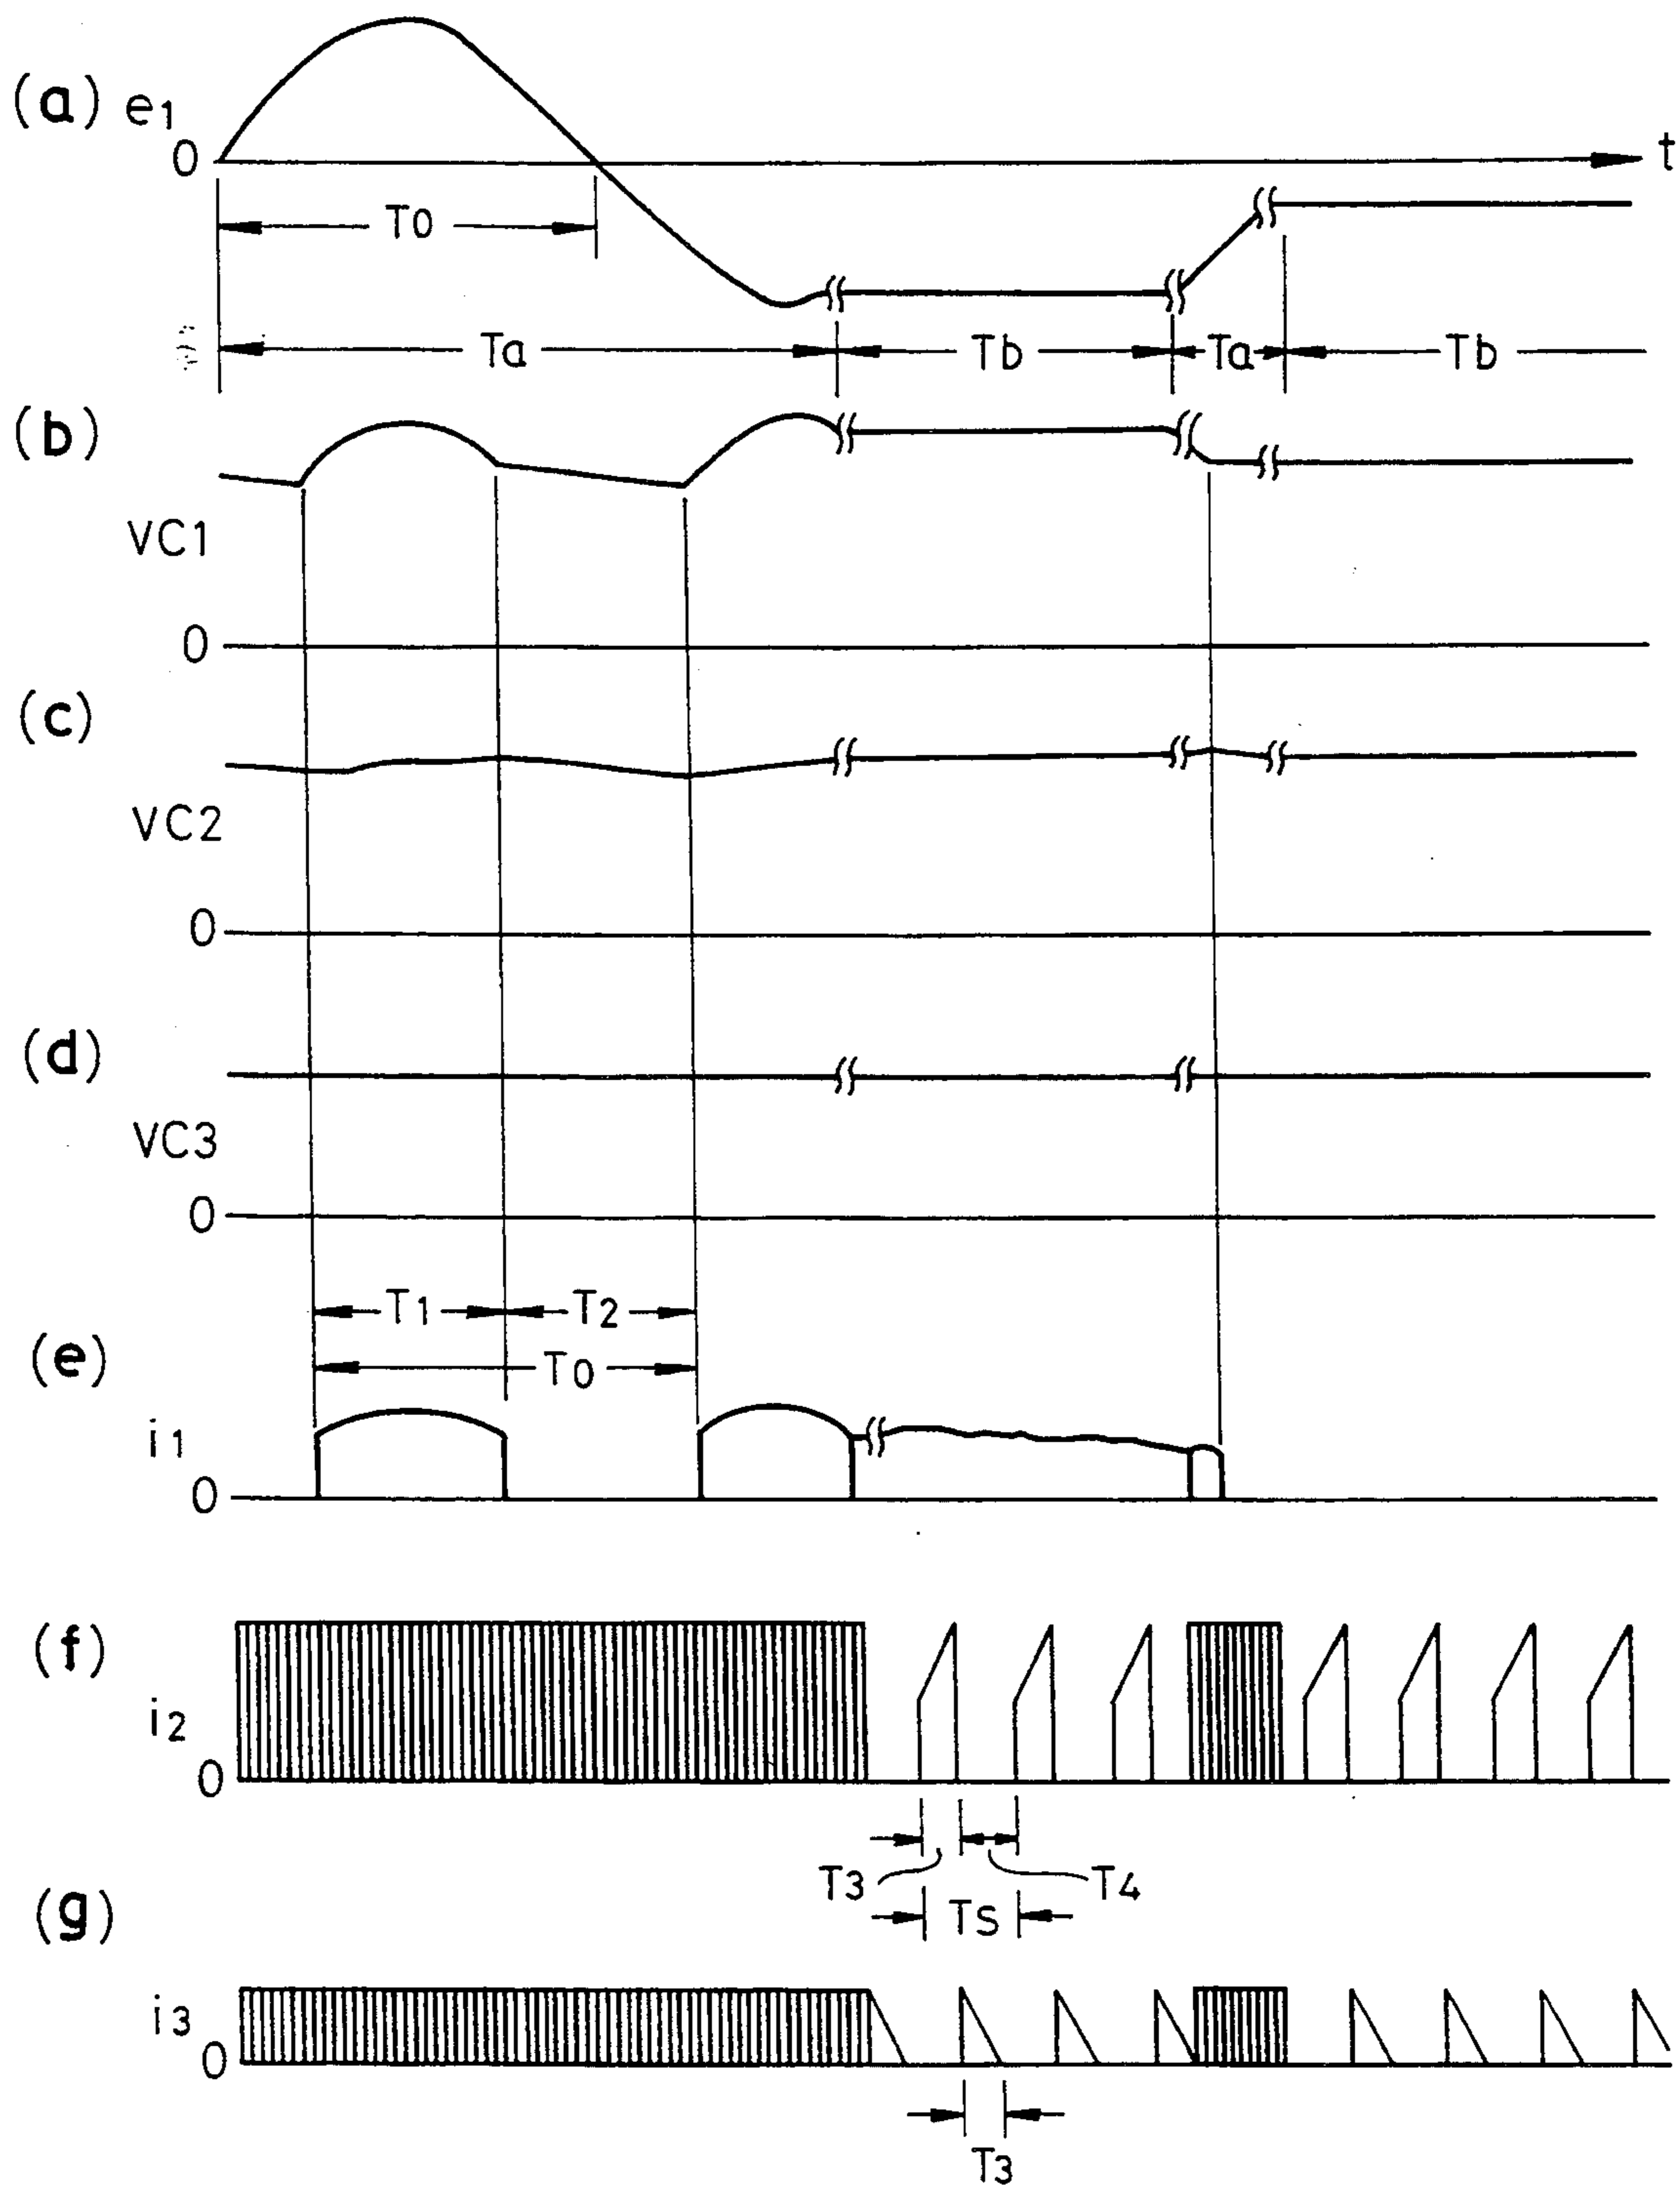 (a) e1
0 t
T0
Ta Tb Ta Tb
(b)
VC1
0
(c)
VC2
0
(d)
VC3
0
T1 T2
(e) T0
i1
0
(f)
i2
0
T3 T4
(g) TS
i3
0
T3